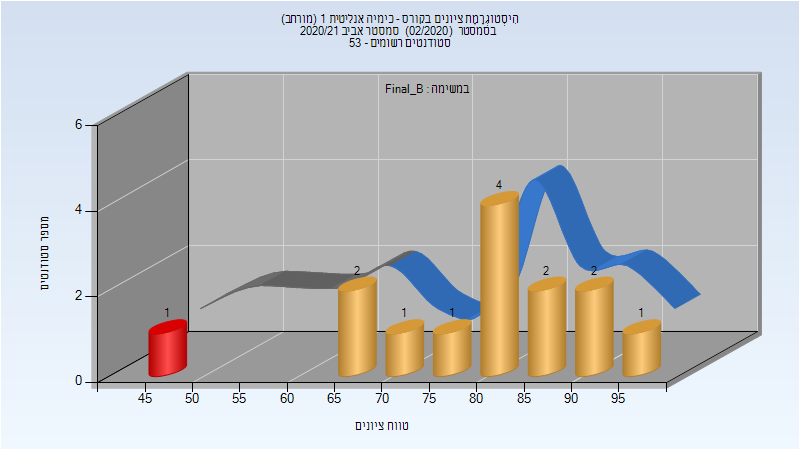 הִיסְטוֹגְרַמַת ציונים בקורס - כימיה אנליטית 1 (מורחב)
בסמסטר (02/2020) סמסטר אביב 2020/21
סטודנטים רשומים - 53
במשימה : Final_B
מספר סטודנטים
6
4
2
0
1
2
1
1
4
2
2
1
45 50 55 60 65 70 75 80 85 90 95
טווח ציונים